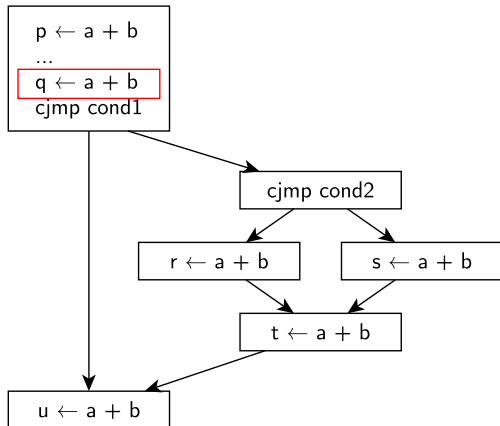 p ← a + b
...
q ← a + b
cjmp cond1
cjmp cond2
r ← a + b
s ← a + b
t ← a + b
u ← a + b